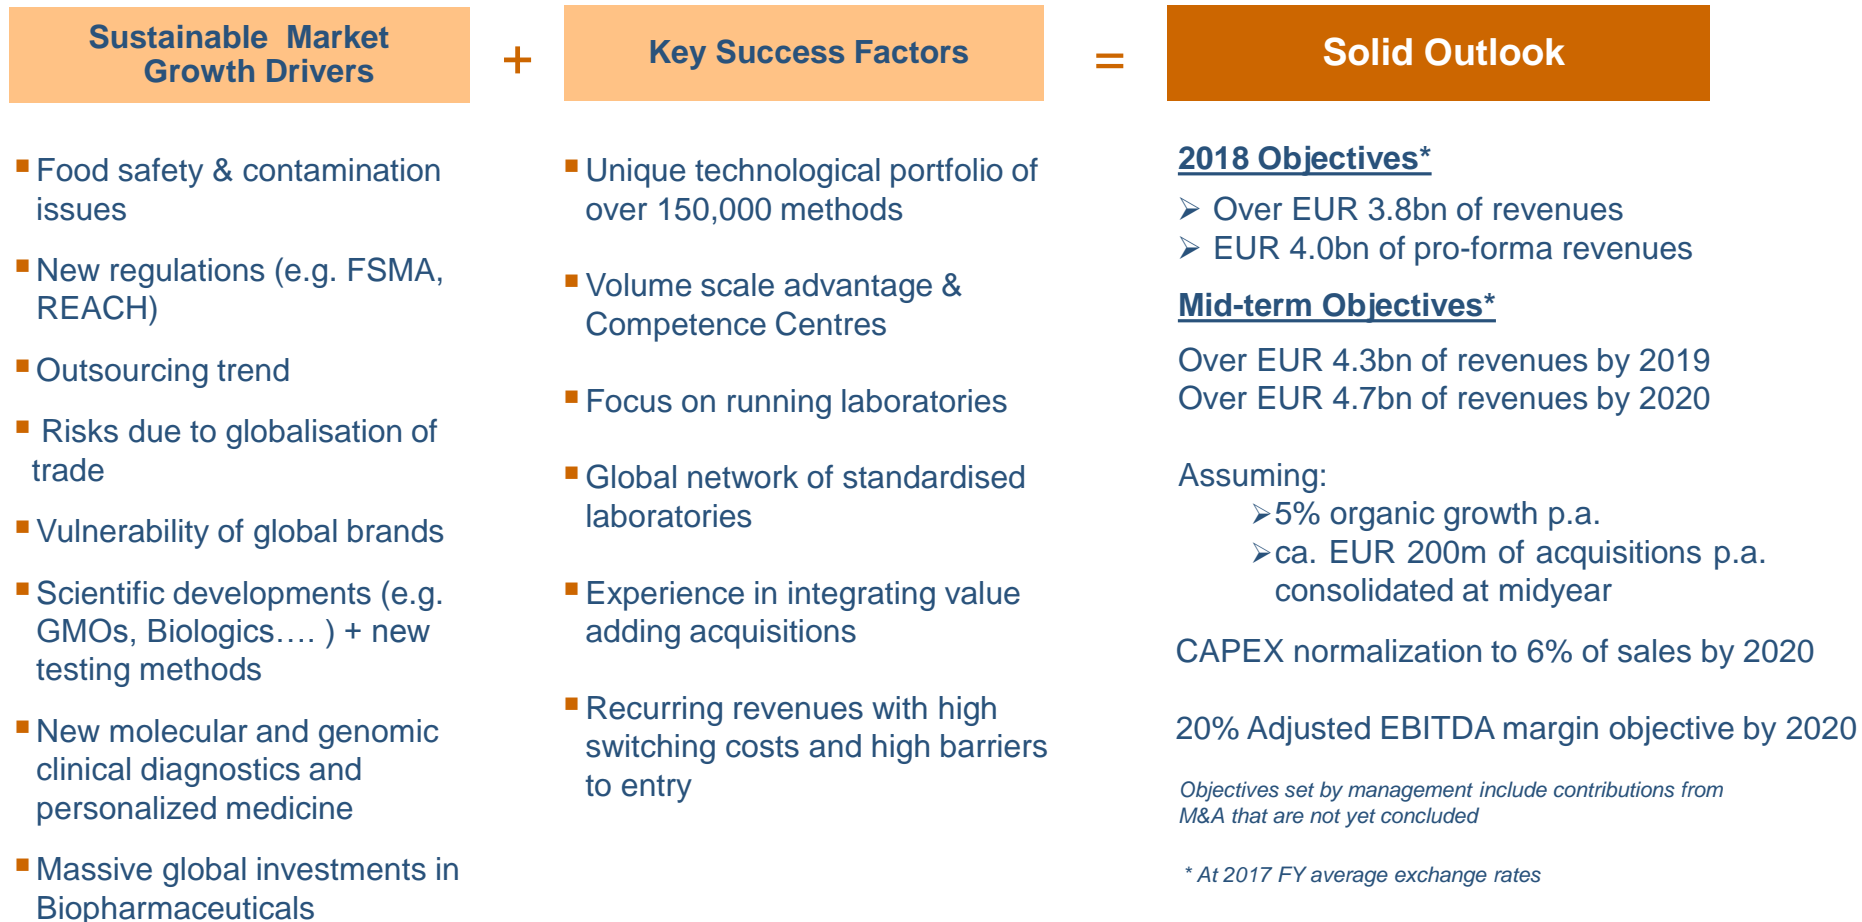 Sustainable Market
Growth Drivers
+
Key Success Factors
=
Solid Outlook
▪Food safety & contamination
issues
▪New regulations (e.g. FSMA,
REACH)
▪Outsourcing trend
▪ Risks due to globalisation of
trade
▪Vulnerability of global brands
▪Scientific developments (e.g.
GMOs, Biologics…. ) + new
testing methods
▪New molecular and genomic
clinical diagnostics and
personalized medicine
▪Massive global investments in
Biopharmaceuticals
▪Unique technological portfolio of
over 150,000 methods
▪Volume scale advantage &
Competence Centres
▪Focus on running laboratories
▪Global network of standardised
laboratories
▪Experience in integrating value
adding acquisitions
▪Recurring revenues with high
switching costs and high barriers
to entry
2018 Objectives*
➢ Over EUR 3.8bn of revenues
➢ EUR 4.0bn of pro-forma revenues
Mid-term Objectives*
Over EUR 4.3bn of revenues by 2019
Over EUR 4.7bn of revenues by 2020
Assuming:
➢5% organic growth p.a.
➢ca. EUR 200m of acquisitions p.a.
consolidated at midyear
CAPEX normalization to 6% of sales by 2020
20% Adjusted EBITDA margin objective by 2020
Objectives set by management include contributions from
M&A that are not yet concluded
* At 2017 FY average exchange rates